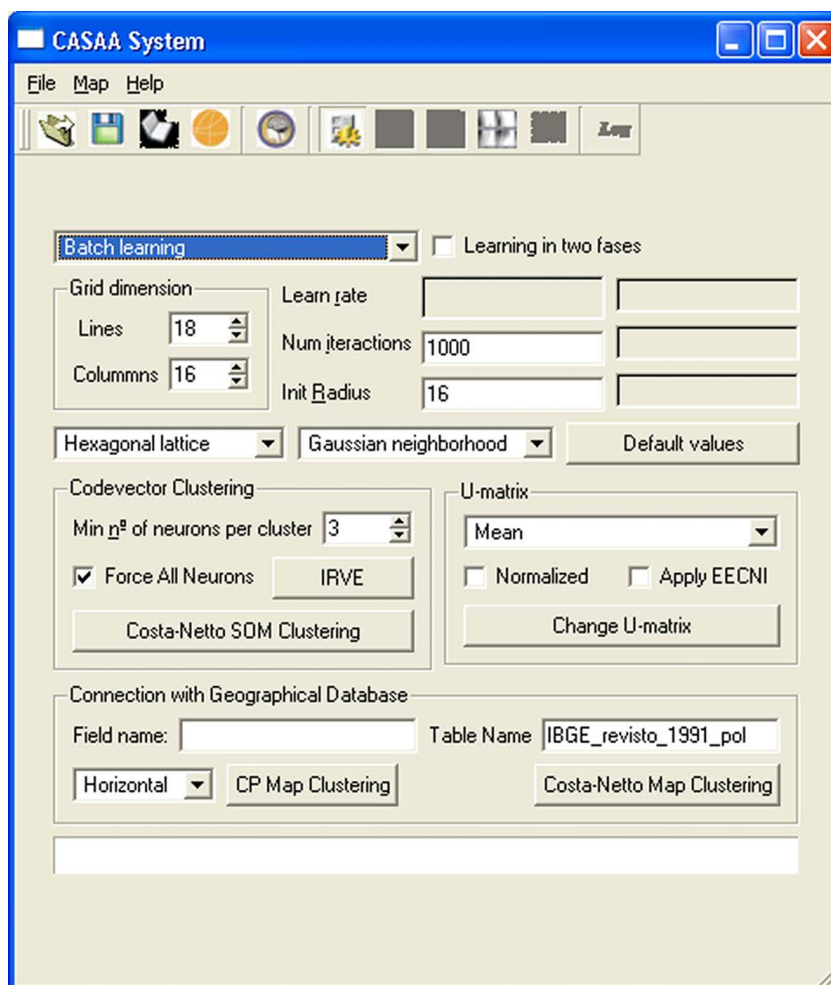 CASAA System
File Map Help
Log
Batch learning
Learning in two fases
Grid dimension
Lines 18
Colummns 16
Learn rate
Num iteractions 1000
Init Radius 16
Hexagonal lattice
Gaussian neighborhood
Default values
Codevector Clustering
Min nº of neurons per cluster 3
Force All Neurons
IRVE
Costa-Netto SOM Clustering
U-matrix
Mean
Normalized
Apply EECNI
Change U-matrix
Connection with Geographical Database
Field name:
Table Name IBGE_revisto_1991_pol
Horizontal
CP Map Clustering
Costa-Netto Map Clustering